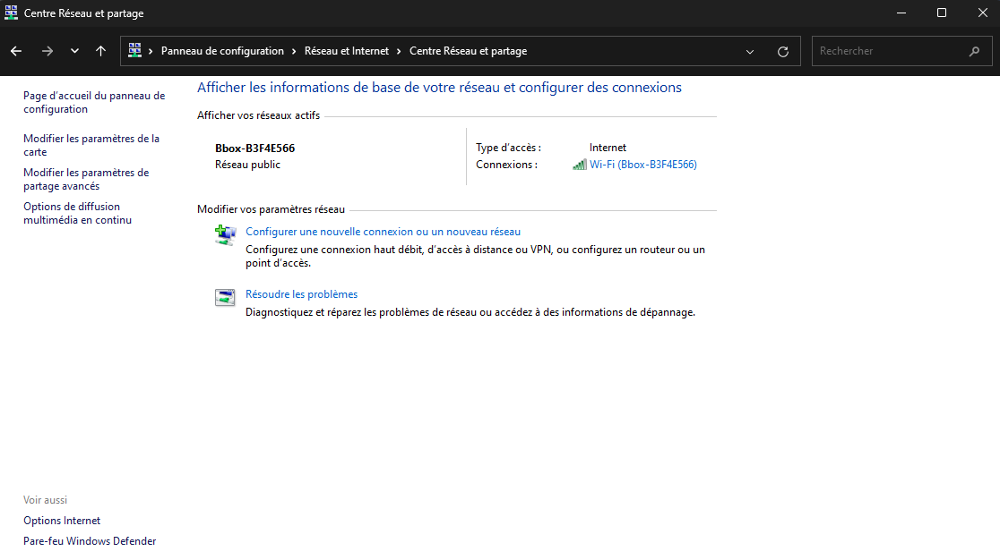 Centre Réseau et partage
Panneau de configuration > Réseau et Internet > Centre Réseau et partage
Rechercher
Page d'accueil du panneau de
configuration
Modifier les paramètres de la
carte
Modifier les paramètres de
partage avancés
Options de diffusion
multimédia en continu
Voir aussi
Options Internet
Pare-feu Windows Defender
Afficher les informations de base de votre réseau et configurer des connexions
Afficher vos réseaux actifs
Bbox-B3F4E566
Réseau public
Type d'accès : Internet
Connexions : Wi-Fi (Bbox-B3F4E566)
Modifier vos paramètres réseau
Configurer une nouvelle connexion ou un nouveau réseau
Configurez une connexion haut débit, d'accès à distance ou VPN, ou configurez un routeur ou un
point d'accès.
Résoudre les problèmes
Diagnostiquez et réparez les problèmes de réseau ou accédez à des informations de dépannage.